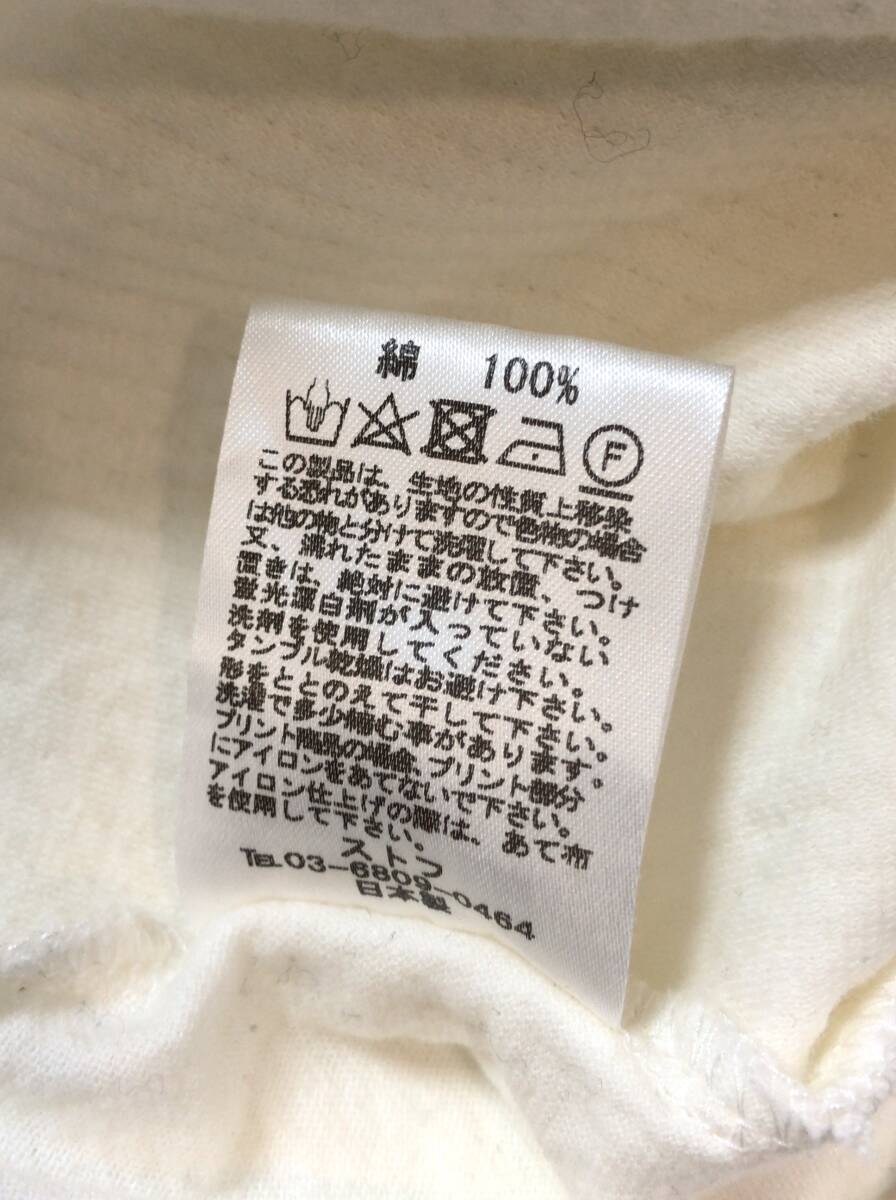 綿 100%
F
この製品は、生地の性質上移染
する恐れがありますので色物の場合
は他の物と分けて洗濯して下さい。
又、濡れたままの放置、つけ
置きは、絶対に避けて下さい。
蛍光漂白剤が入っていない
洗剤を使用してください。
タンブル乾燥はお避け下さい。
形をととのえて干して下さい。
洗濯で多少縮む事があります。
プリント商品の場合、プリント部分
にアイロンをあてないで下さい。
アイロン仕上げの際は、あて布
を使用して下さい。
ストフ
TEL03-6809-0464
日本製